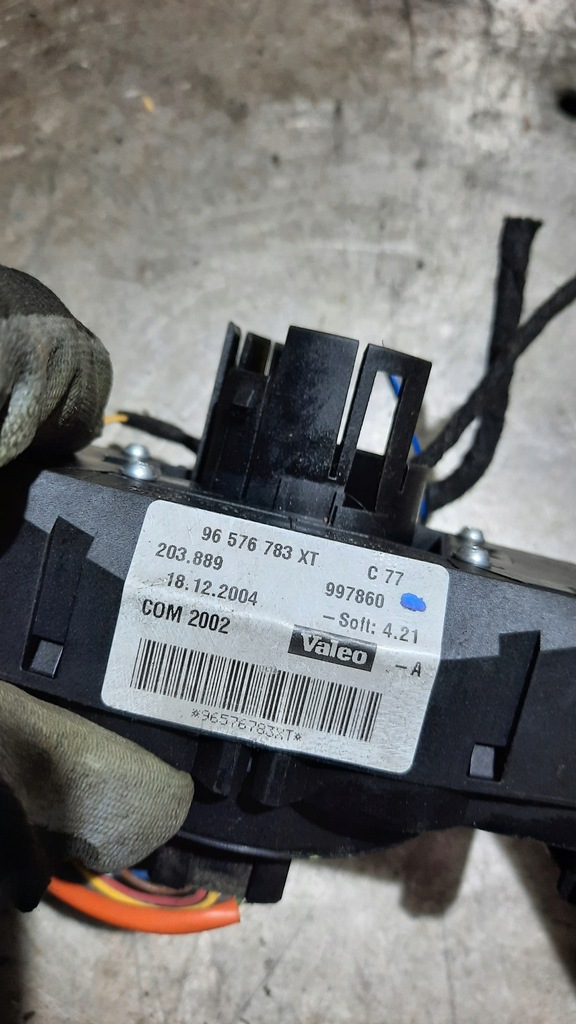 96 576 783 XT C 77
203.889 997860
18.12.2004 – Soft: 4.21
COM 2002 Valeo – A
*96576783XT*